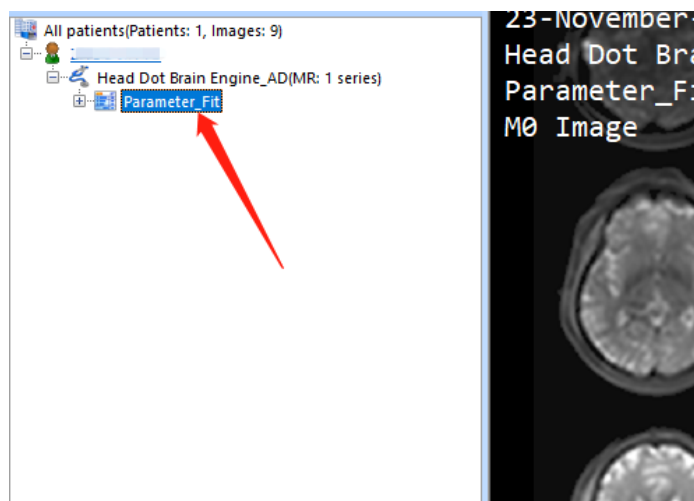 All patients(Patients: 1, Images: 9)
Head Dot Brain Engine_AD(MR: 1 series)
Parameter_Fit
23-November-
Head Dot Bra
Parameter_Fi
M0 Image